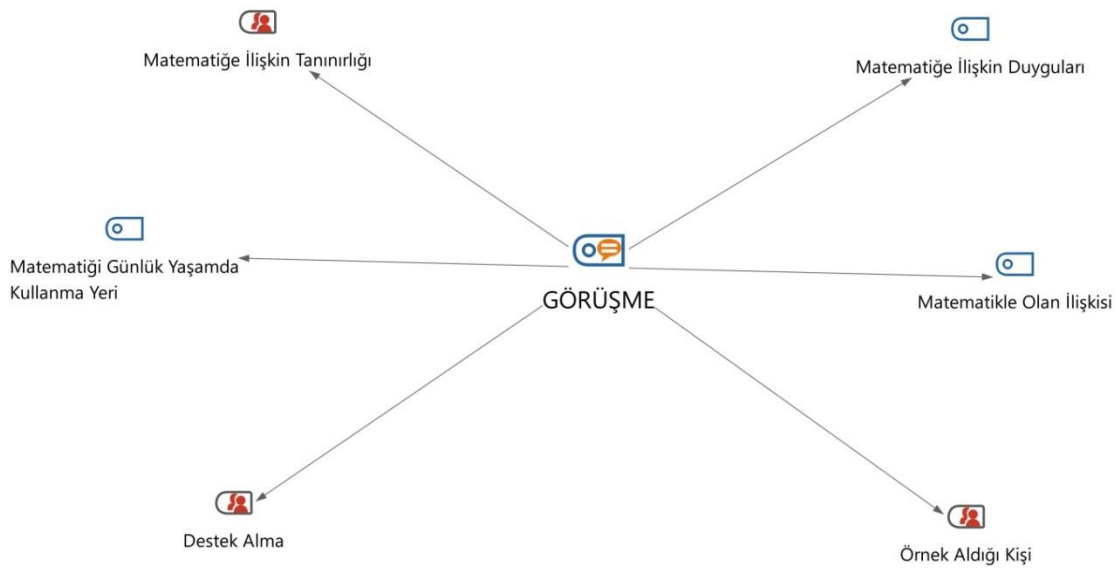 Matematiğe İlişkin Tanınırlığı
Matematiğe İlişkin Duyguları
Matematiği Günlük Yaşamda
Kullanma Yeri
GÖRÜŞME
Matematikle Olan İlişkisi
Destek Alma
Örnek Aldığı Kişi